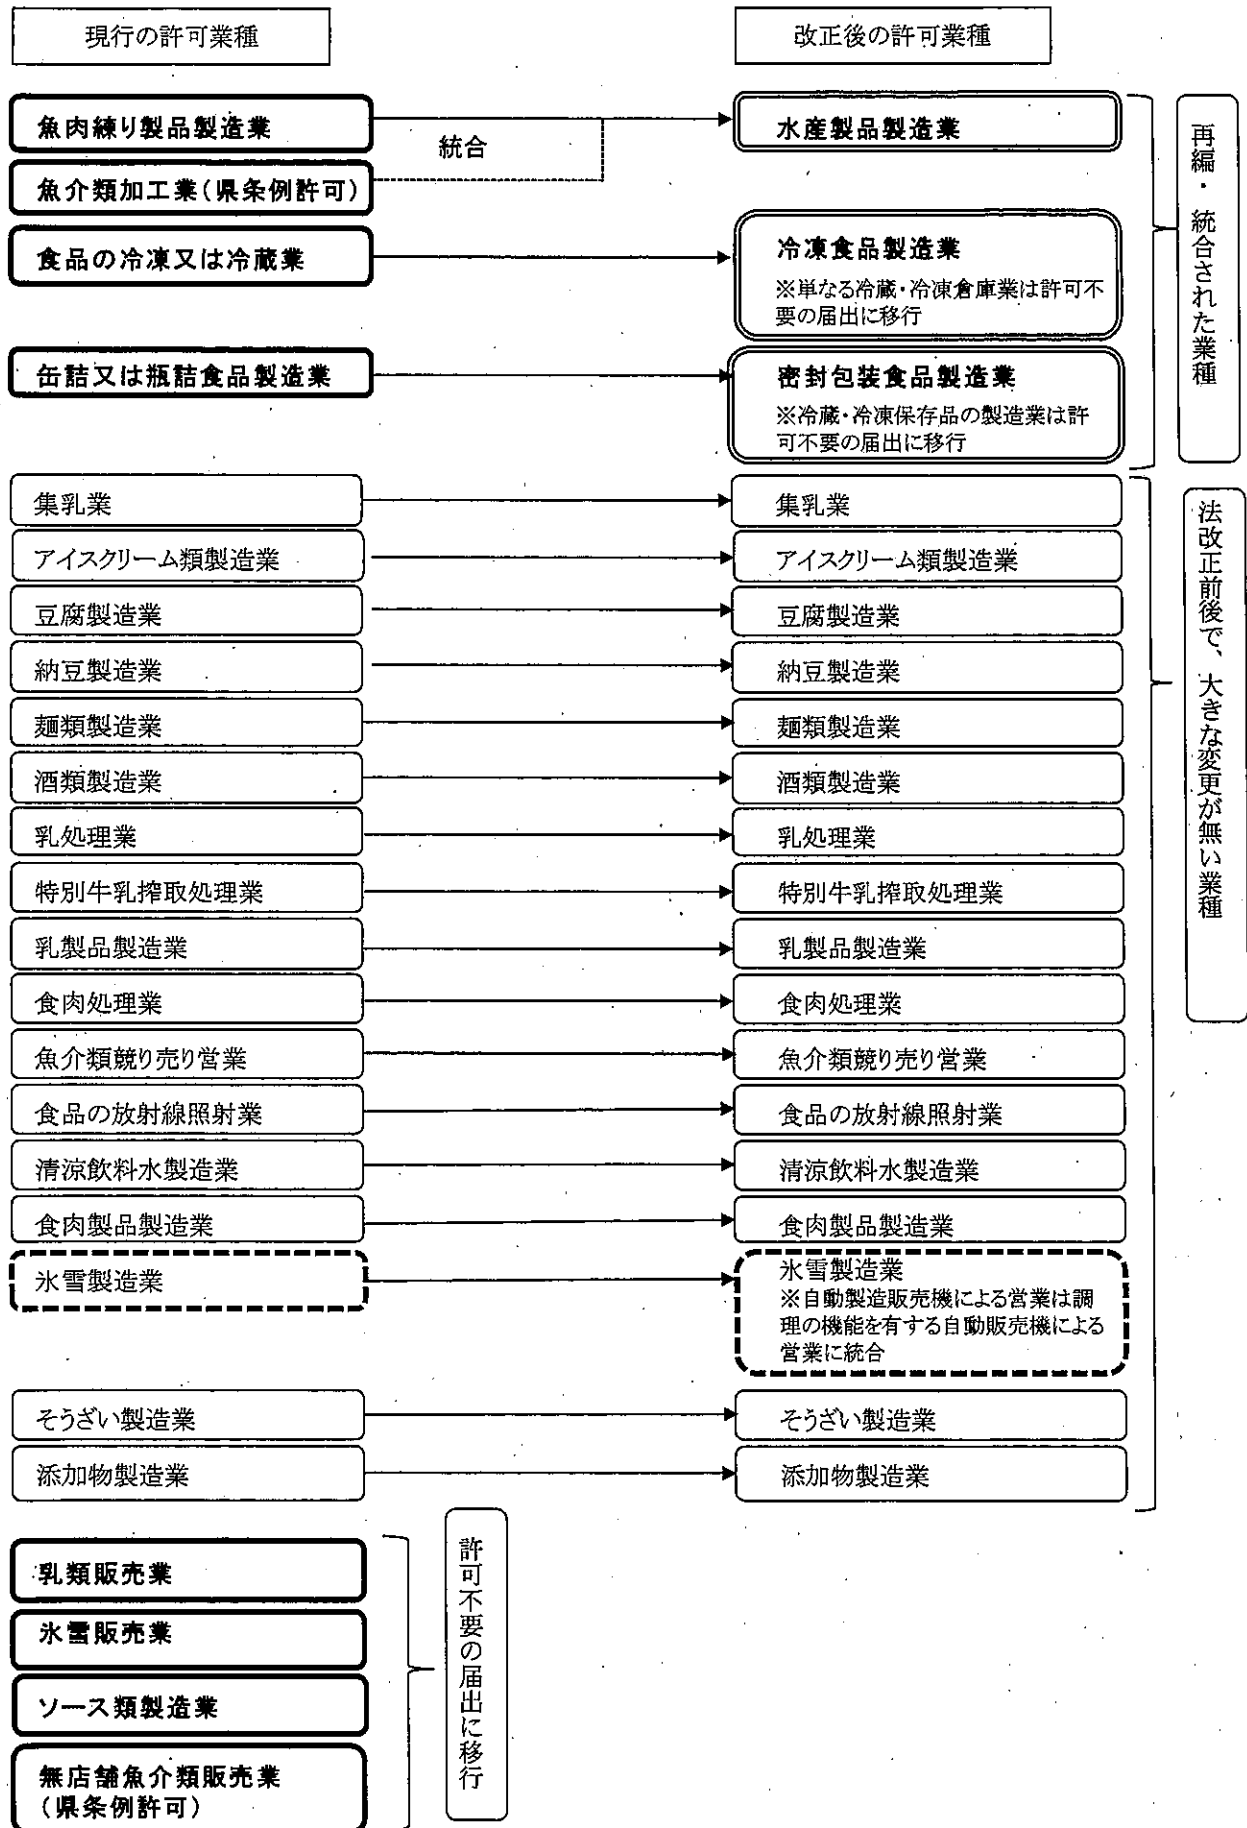 現行の許可業種
改正後の許可業種
魚肉練り製品製造業
統合
水産製品製造業
魚介類加工業(県条例許可)
食品の冷凍又は冷蔵業
冷凍食品製造業
※単なる冷蔵・冷凍倉庫業は許可不
要の届出に移行
缶詰又は瓶詰食品製造業
密封包装食品製造業
※冷蔵・冷凍保存品の製造業は許
可不要の届出に移行
再編・統合された業種
集乳業
集乳業
アイスクリーム類製造業
アイスクリーム類製造業
豆腐製造業
豆腐製造業
納豆製造業
納豆製造業
麺類製造業
麺類製造業
酒類製造業
酒類製造業
乳処理業
乳処理業
特別牛乳搾取処理業
特別牛乳搾取処理業
乳製品製造業
乳製品製造業
食肉処理業
食肉処理業
魚介類競り売り営業
魚介類競り売り営業
食品の放射線照射業
食品の放射線照射業
清涼飲料水製造業
清涼飲料水製造業
食肉製品製造業
食肉製品製造業
氷雪製造業
氷雪製造業
※自動製造販売機による営業は調
理の機能を有する自動販売機による
営業に統合
そうざい製造業
そうざい製造業
添加物製造業
添加物製造業
法改正前後で、大きな変更が無い業種
乳類販売業
氷雪販売業
ソース類製造業
無店舗魚介類販売業
(県条例許可)
許可不要の届出に移行